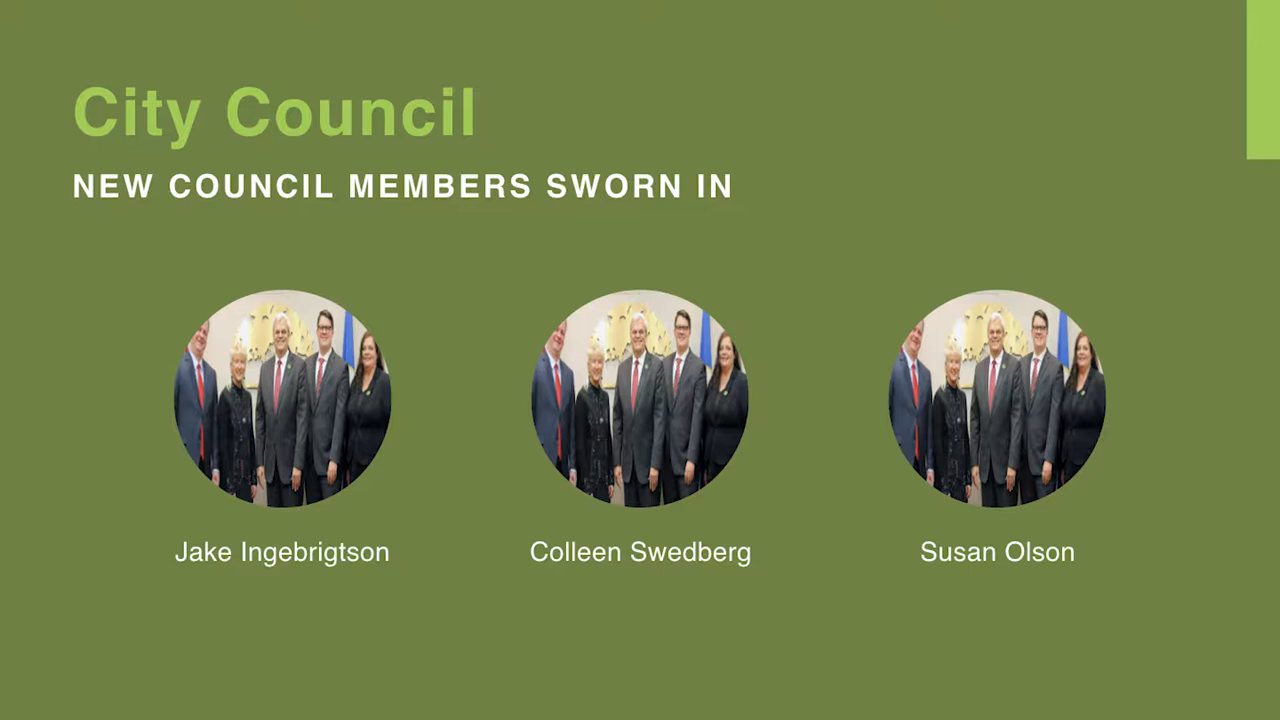 City Council
NEW COUNCIL MEMBERS SWORN IN
Jake Ingebrigtson
Colleen Swedberg
Susan Olson